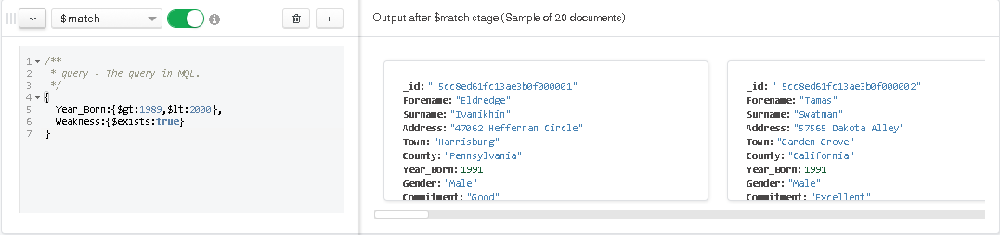 $match
Output after $match stage (Sample of 20 documents)
1 /**
2 * query - The query in MQL.
3 */
4 {
5 Year_Born:{$gt:1989,$lt:2000},
6 Weakness:{$exists:true}
7 }
_id: " 5cc8ed61fc13ae3b0f000001"
Forename: "Eldredge"
Surname: "Ivanikhin"
Address: "47062 Heffernan Circle"
Town: "Harrisburg"
County: "Pennsylvania"
Year_Born: 1991
Gender: "Male"
Commitment: "Good"
_id: " 5cc8ed61fc13ae3b0f000002"
Forename: "Tamas"
Surname: "Swatman"
Address: "57565 Dakota Alley"
Town: "Garden Grove"
County: "California"
Year_Born: 1991
Gender: "Male"
Commitment: "Excellent"